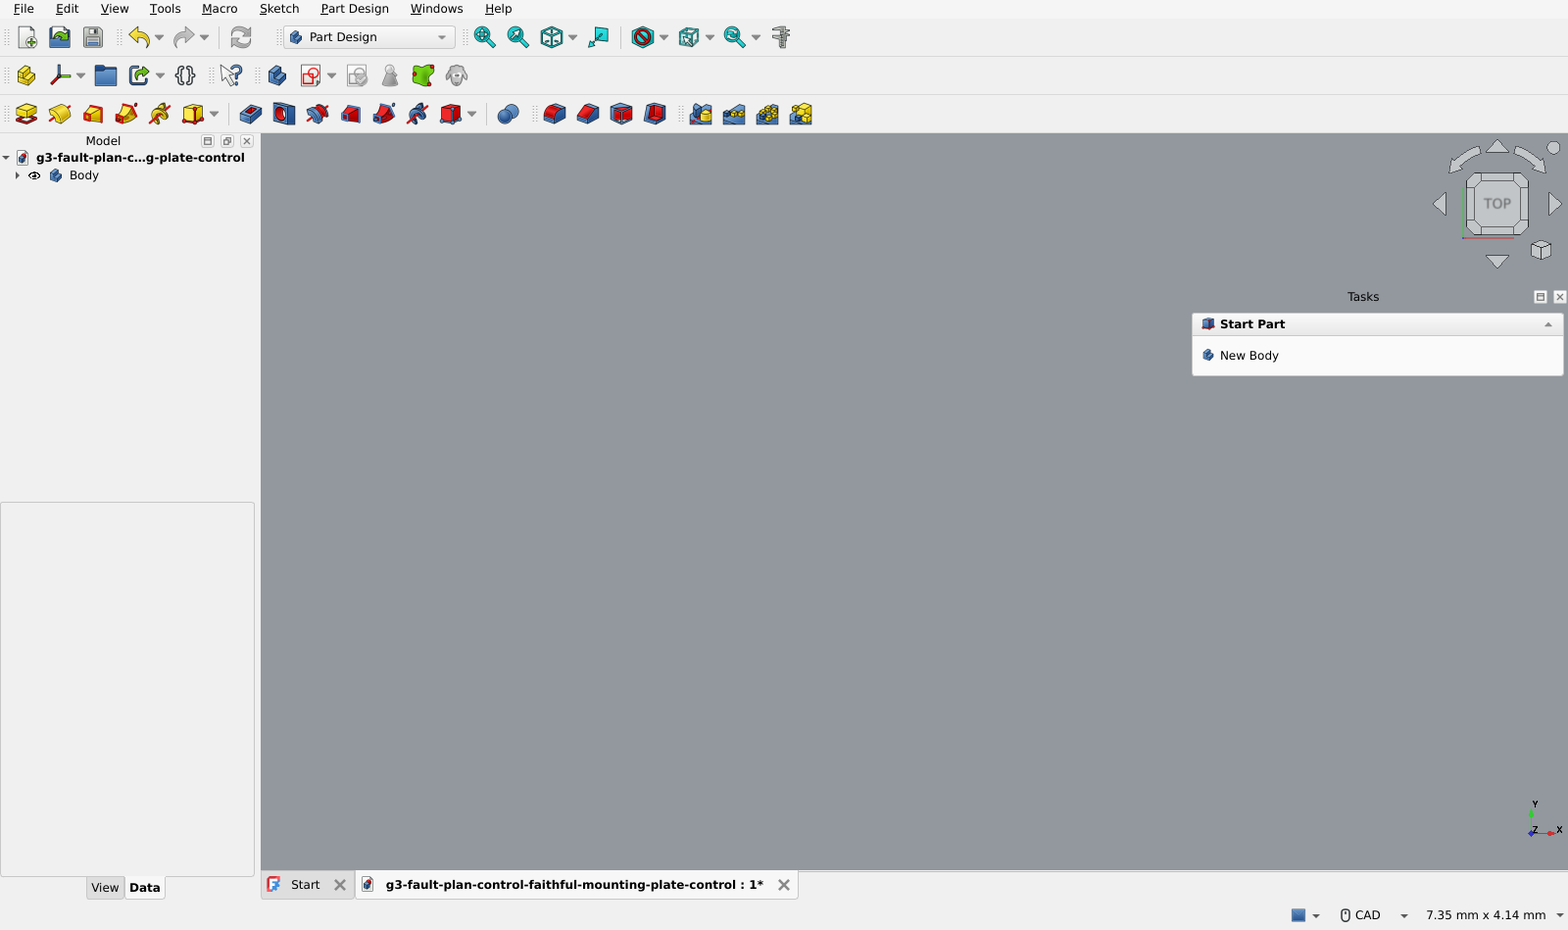 File Edit View Tools Macro Sketch Part Design Windows Help
Part Design
Model
g3-fault-plan-c...g-plate-control
Body
TOP
Tasks
Start Part
New Body
Y
Z X
View Data
Start g3-fault-plan-control-faithful-mounting-plate-control : 1*
CAD 7.35 mm x 4.14 mm